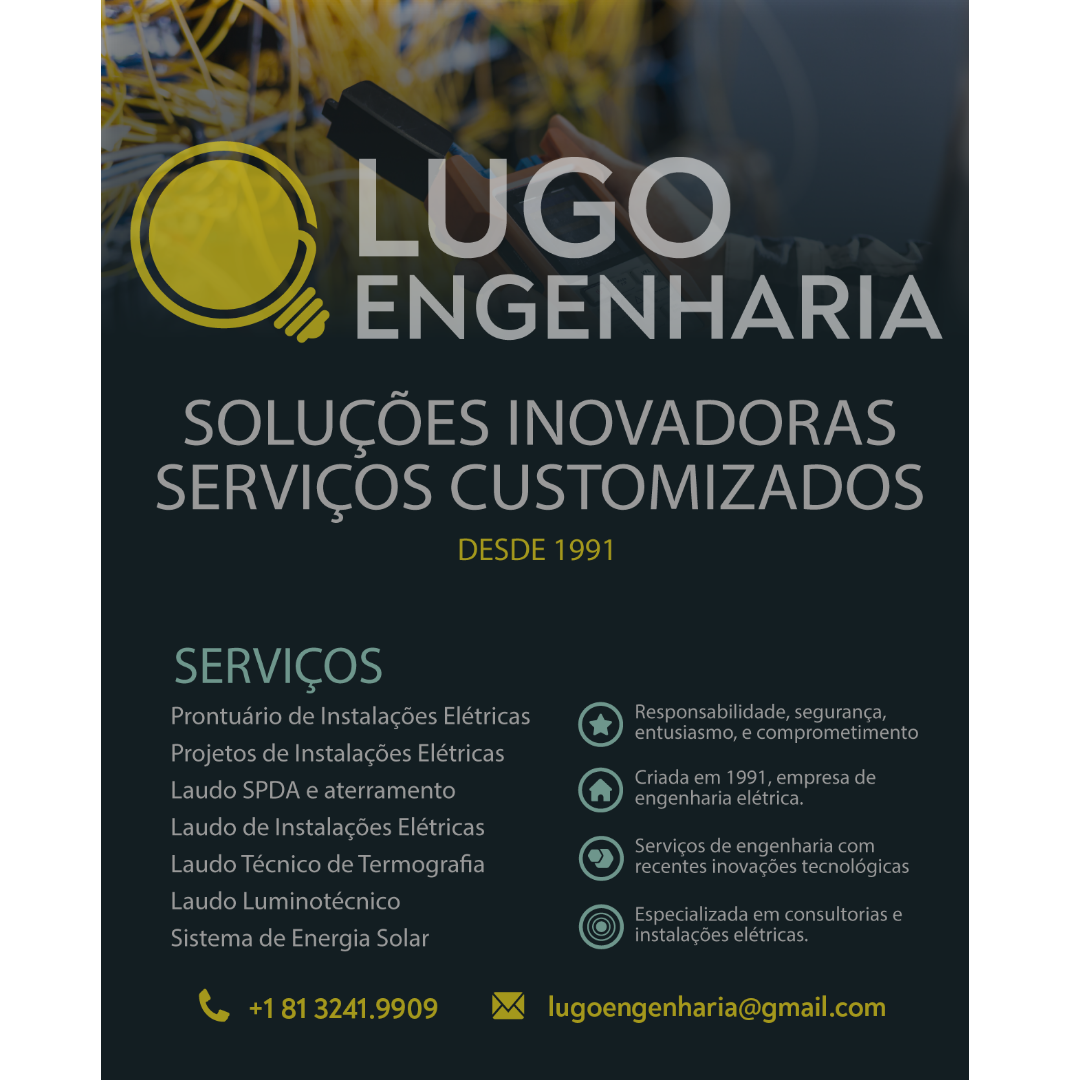 LUGO
ENGENHARIA
SOLUÇÕES INOVADORAS
SERVIÇOS CUSTOMIZADOS
DESDE 1991
SERVIÇOS
Prontuário de Instalações Elétricas
Projetos de Instalações Elétricas
Laudo SPDA e aterramento
Laudo de Instalações Elétricas
Laudo Técnico de Termografia
Laudo Luminotécnico
Sistema de Energia Solar
Responsabilidade, segurança,
entusiasmo, e comprometimento
Criada em 1991, empresa de
engenharia elétrica.
Serviços de engenharia com
recentes inovações tecnológicas
Especializada em consultorias e
instalações elétricas.
+1 81 3241.9909
lugoengenharia@gmail.com